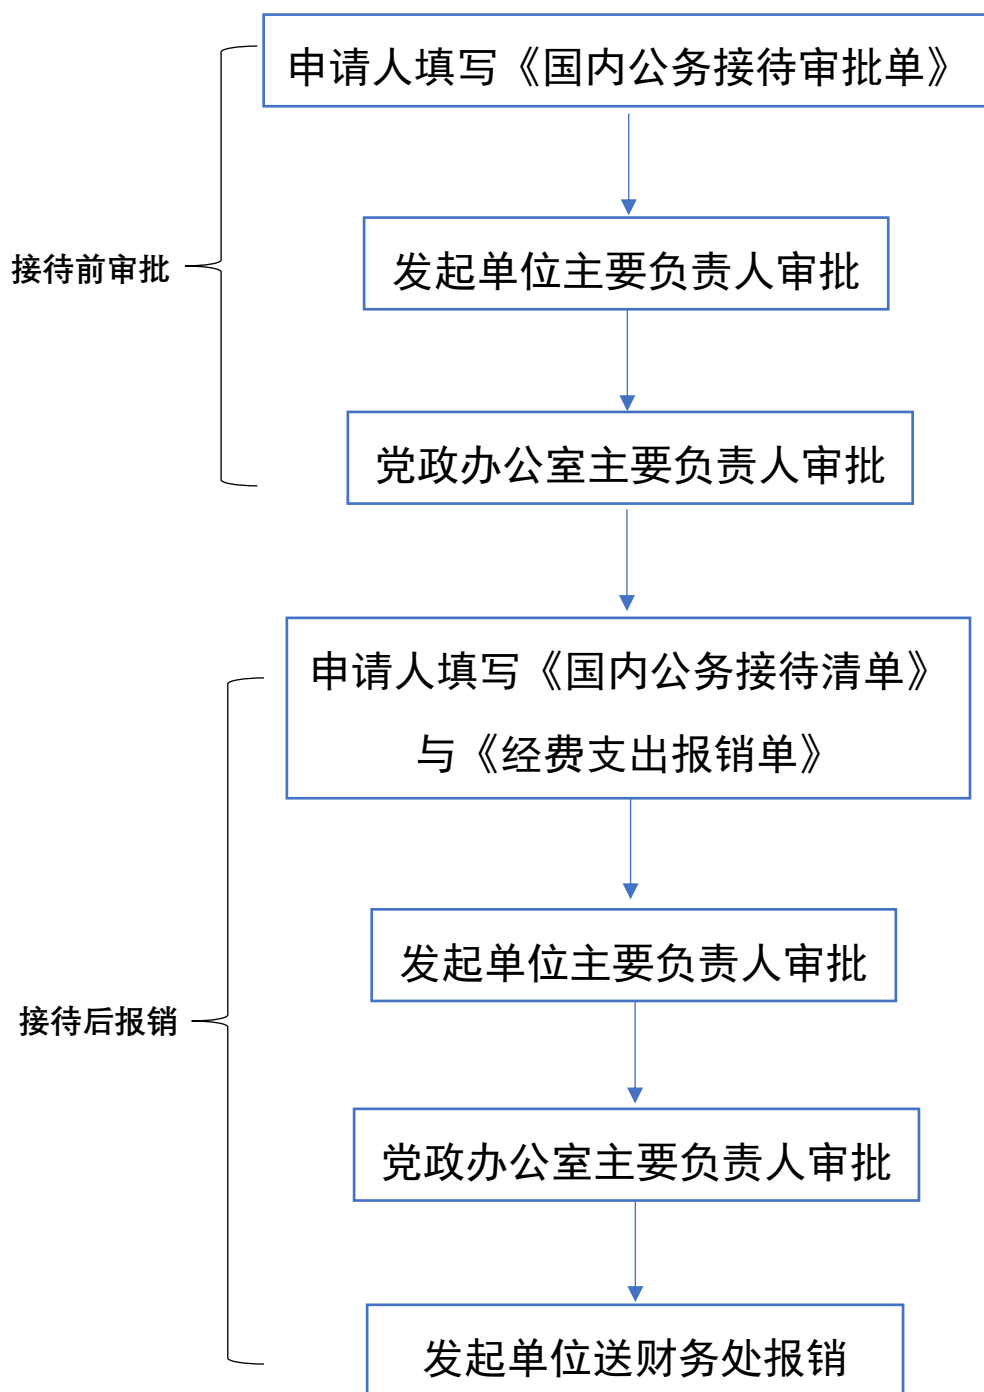 申请人填写《国内公务接待审批单》
发起单位主要负责人审批
接待前审批
党政办公室主要负责人审批
申请人填写《国内公务接待清单》
与《经费支出报销单》
发起单位主要负责人审批
接待后报销
党政办公室主要负责人审批
发起单位送财务处报销